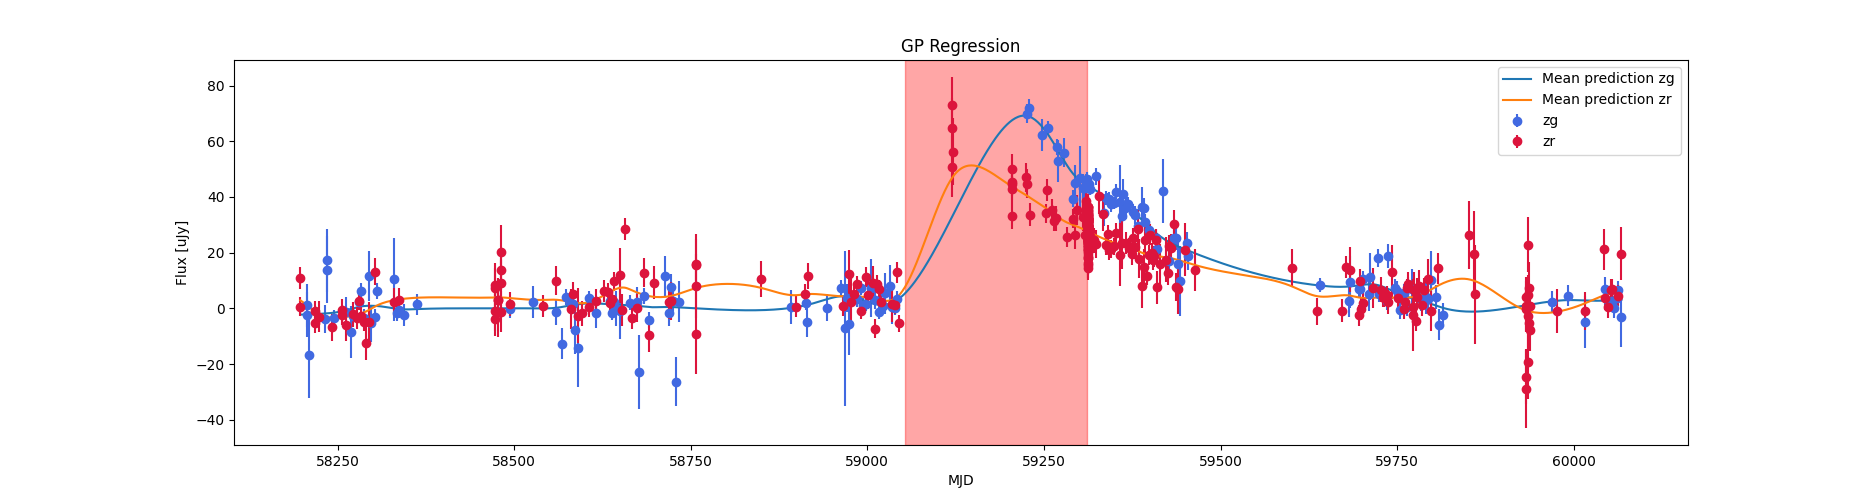 GP Regression
Flux [uJy]
80
60
40
20
0
−20
−40
Mean prediction zg
Mean prediction zr
zg
zr
58250 58500 58750 59000 59250 59500 59750 60000
MJD